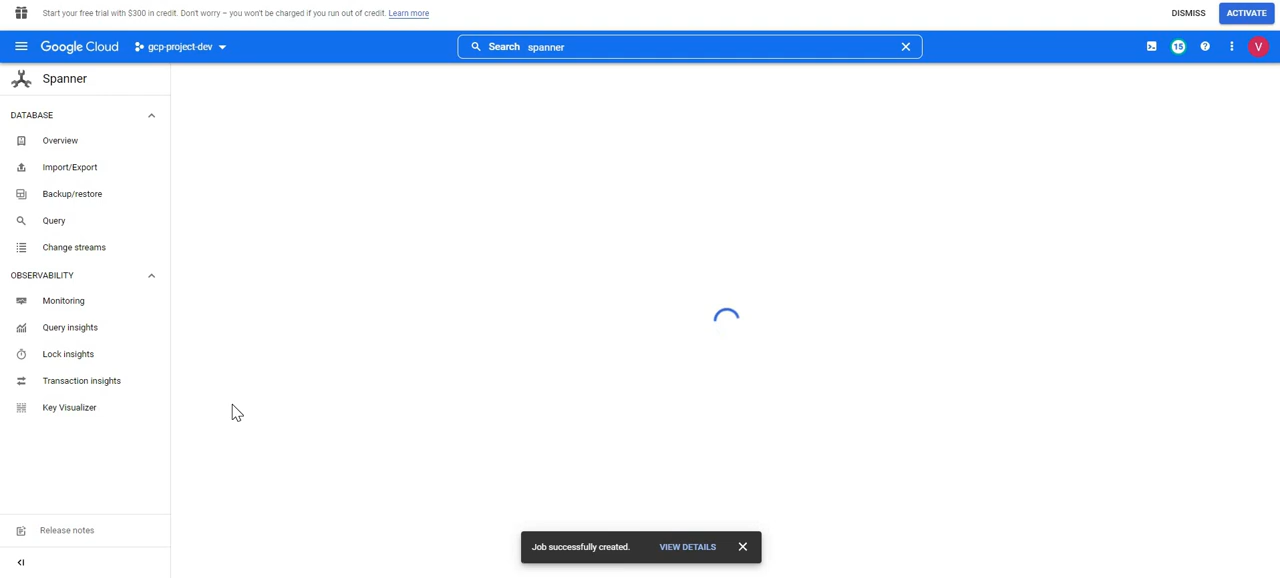 Start your free trial with $300 in credit. Don't worry – you won't be charged if you run out of credit. Learn more
DISMISS
ACTIVATE
Google Cloud
gcp-project-dev
Search spanner
15
V
Spanner
DATABASE
Overview
Import/Export
Backup/restore
Query
Change streams
OBSERVABILITY
Monitoring
Query insights
Lock insights
Transaction insights
Key Visualizer
Job successfully created. VIEW DETAILS
Release notes